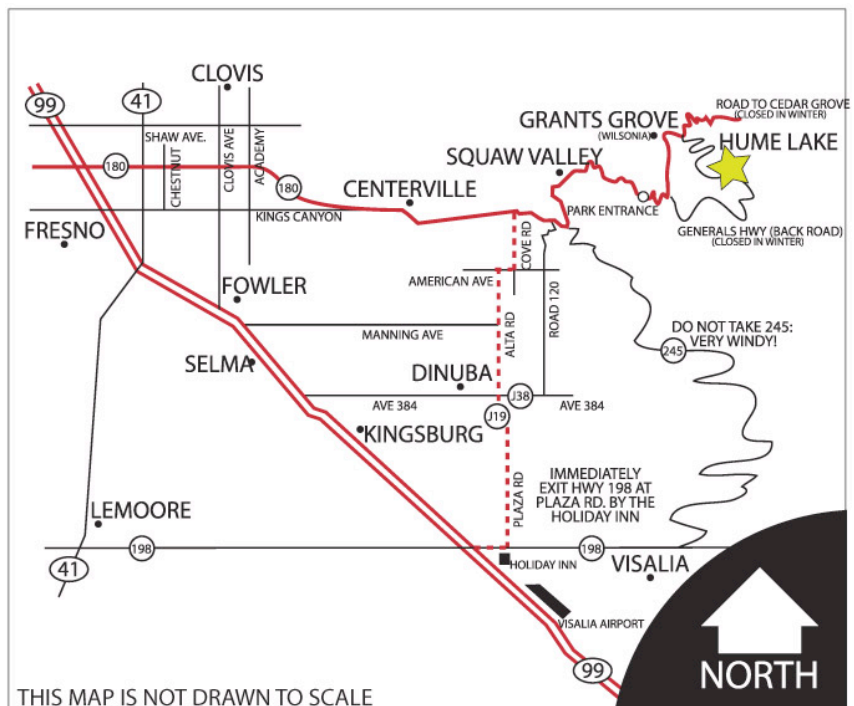 CLOVIS
99
41
GRANTS GROVE
(WILSONIA)
ROAD TO CEDAR GROVE
(CLOSED IN WINTER)
SHAW AVE.
HUME LAKE
SQUAW VALLEY
180
CHESTNUT
CLOVIS AVE
ACADEMY
180
CENTERVILLE
PARK ENTRANCE
KINGS CANYON
FRESNO
GENERALS HWY (BACK ROAD)
(CLOSED IN WINTER)
COVE RD
AMERICAN AVE
FOWLER
MANNING AVE
ALTA RD
ROAD 120
DO NOT TAKE 245:
VERY WINDY!
245
SELMA
DINUBA
J38
AVE 384
AVE 384
J19
KINGSBURG
IMMEDIATELY
EXIT HWY 198 AT
PLAZA RD. BY THE
HOLIDAY INN
PLAZA RD
LEMOORE
198
198
41
HOLIDAY INN
VISALIA
VISALIA AIRPORT
99
NORTH
THIS MAP IS NOT DRAWN TO SCALE